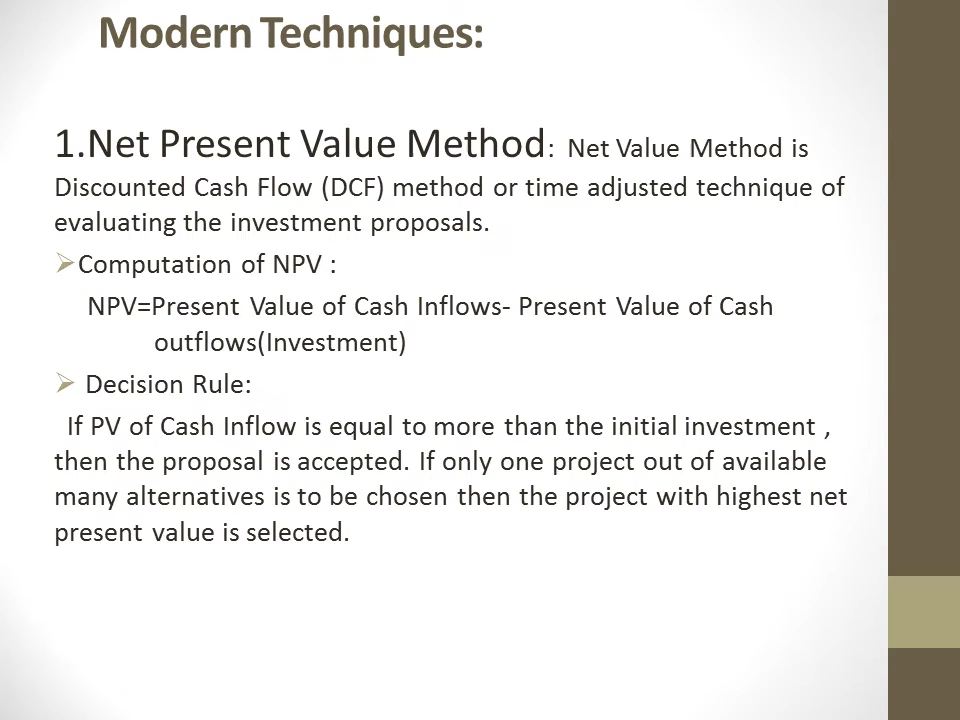 Modern Techniques:
1.Net Present Value Method: Net Value Method is
Discounted Cash Flow (DCF) method or time adjusted technique of
evaluating the investment proposals.
➢Computation of NPV :
NPV=Present Value of Cash Inflows- Present Value of Cash
outflows(Investment)
➢ Decision Rule:
If PV of Cash Inflow is equal to more than the initial investment ,
then the proposal is accepted. If only one project out of available
many alternatives is to be chosen then the project with highest net
present value is selected.